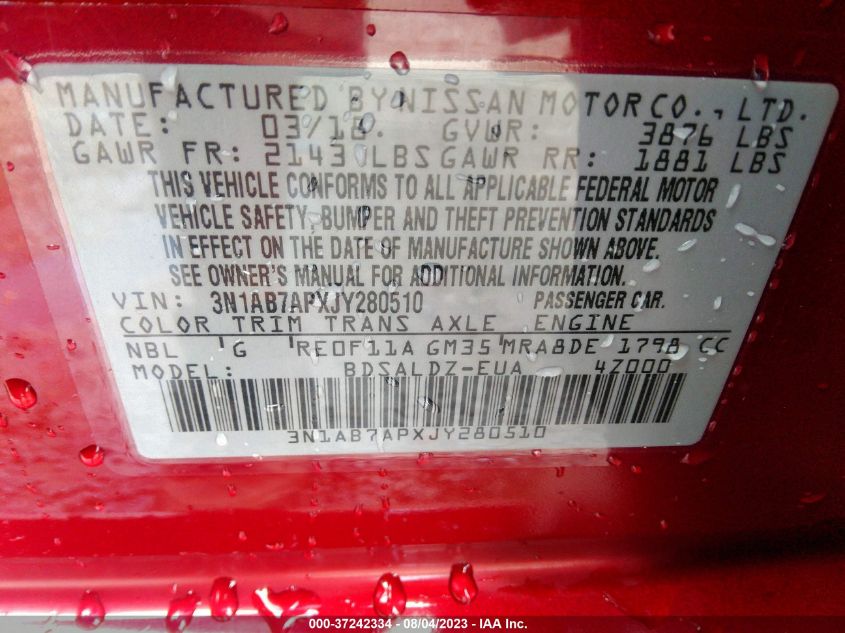 MANUFACTURED BY NISSAN MOTOR CO., LTD.
DATE: 03/18. GVWR: 3876 LBS
GAWR FR: 2143 LBS GAWR RR: 1881 LBS
THIS VEHICLE CONFORMS TO ALL APPLICABLE FEDERAL MOTOR
VEHICLE SAFETY, BUMPER AND THEFT PREVENTION STANDARDS
IN EFFECT ON THE DATE OF MANUFACTURE SHOWN ABOVE.
SEE OWNER'S MANUAL FOR ADDITIONAL INFORMATION.
VIN: 3N1AB7APXJY280510 PASSENGER CAR.
COLOR TRIM TRANS AXLE ENGINE
NBL G RE0F11A GM35 MRA8DE 1798 CC
MODEL: BDSALDZ-EUA 4Z000
3N1AB7APXJY280510
000-37242334 - 08/04/2023 - IAA Inc.